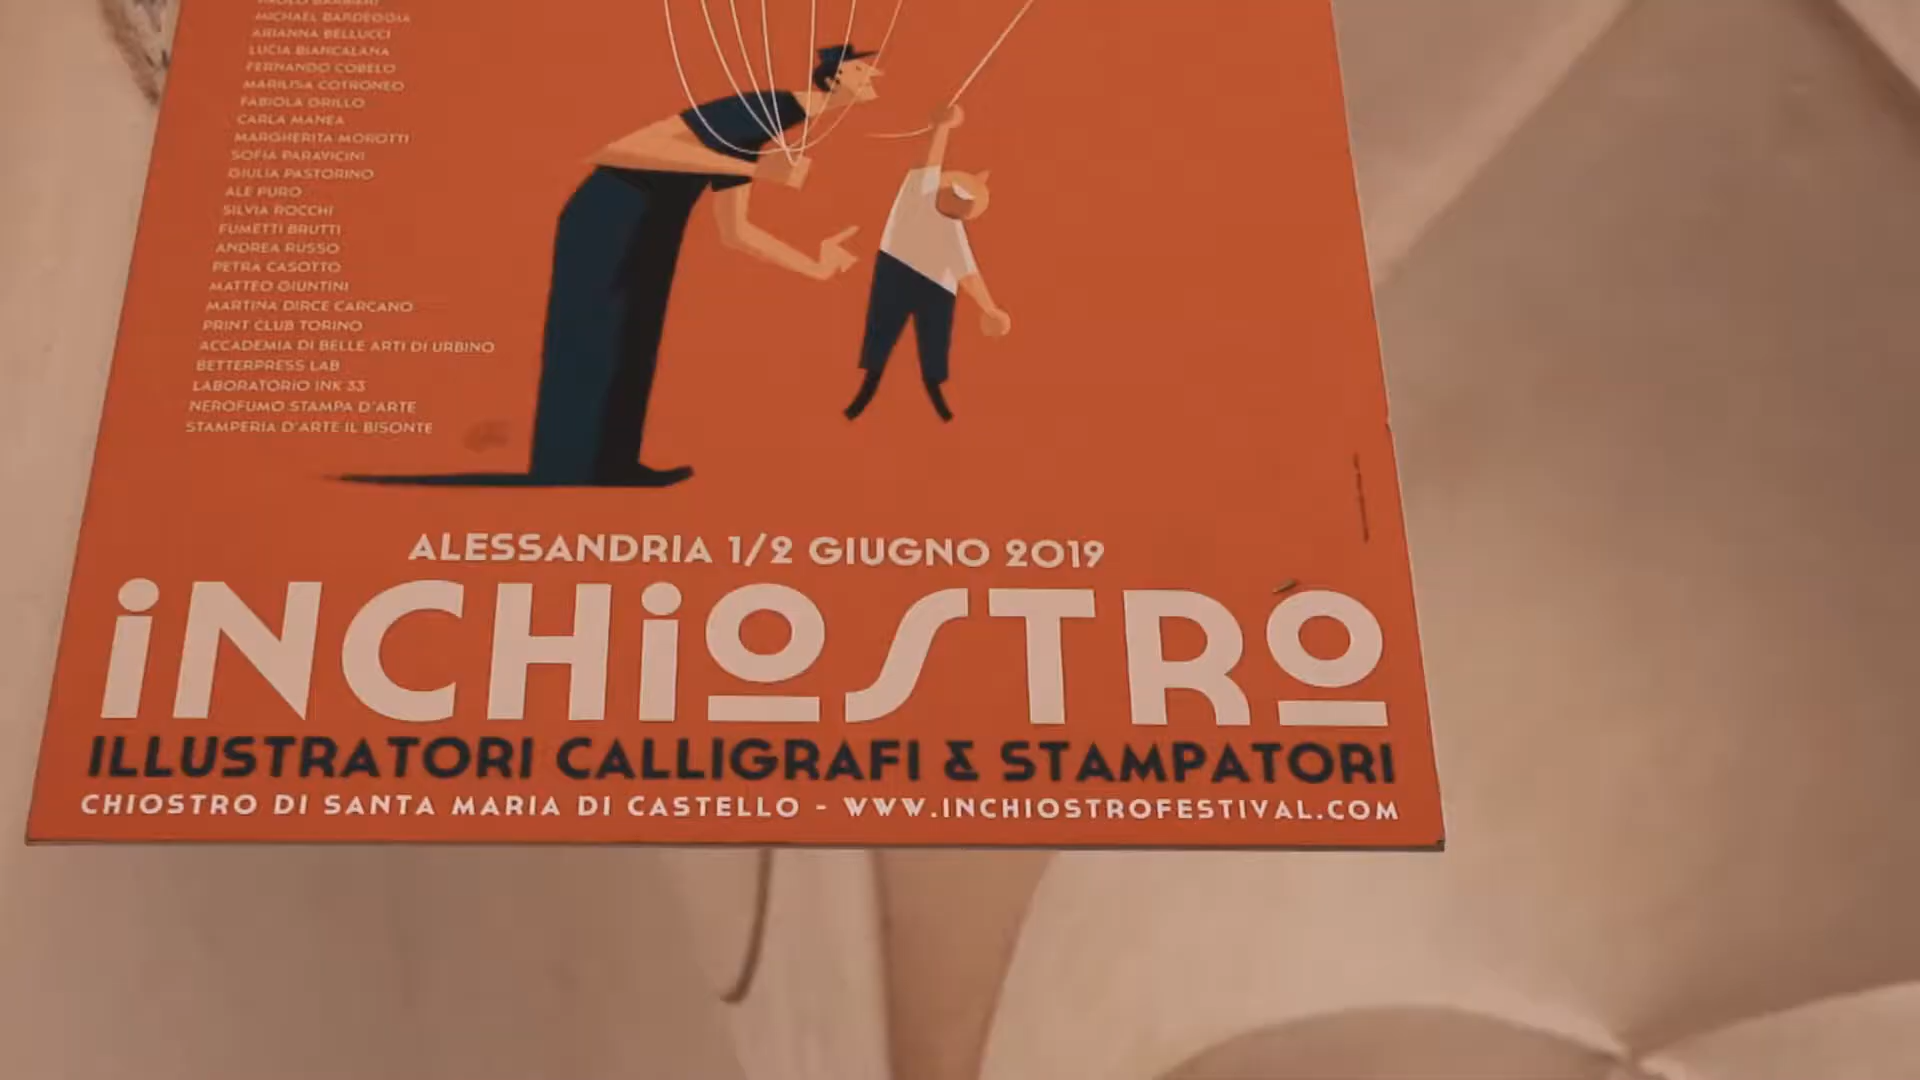 PAOLO BARBIERI
MICHAEL BARDEGGIA
ARIANNA BELLUCCI
LUCIA BIANCALANA
FERNANDO COBELO
MARILISA COTRONEO
FABIOLA GRILLO
CARLA MANEA
MARGHERITA MOROTTI
SOFIA PARAVICINI
GIULIA PASTORINO
ALE PURO
SILVIA ROCCHI
FUMETTI BRUTTI
ANDREA RUSSO
PETRA CASOTTO
MATTEO GIUNTINI
MARTINA DIRCE CARCANO
PRINT CLUB TORINO
ACCADEMIA DI BELLE ARTI DI URBINO
BETTERPRESS LAB
LABORATORIO INK 33
NEROFUMO STAMPA D'ARTE
STAMPERIA D'ARTE IL BISONTE
ALESSANDRIA 1/2 GIUGNO 2019
iNCHiOSTRO
ILLUSTRATORI CALLIGRAFI & STAMPATORI
CHIOSTRO DI SANTA MARIA DI CASTELLO - WWW.INCHIOSTROFESTIVAL.COM